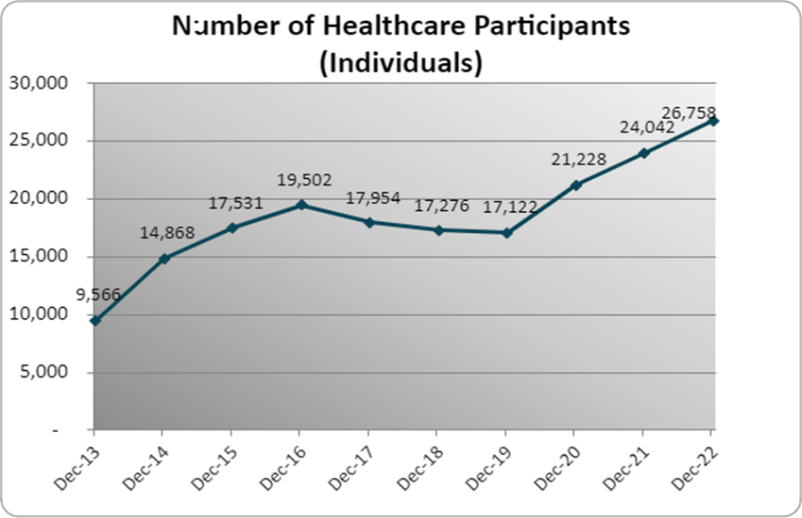 Number of Healthcare Participants
(Individuals)
30,000
25,000
20,000
15,000
10,000
5,000
-
9,566
14,868
17,531
19,502
17,954
17,276
17,122
21,228
24,042
26,758
Dec-13
Dec-14
Dec-15
Dec-16
Dec-17
Dec-18
Dec-19
Dec-20
Dec-21
Dec-22